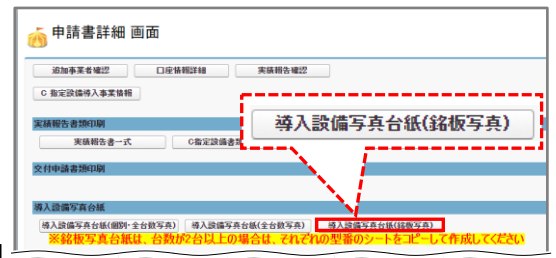 申請書詳細 画面
追加事業者確認 口座情報詳細 実績報告確認
C 指定設備導入事業情報
実績報告書類印刷
導入設備写真台紙(銘板写真)
実績報告書一式 C指定設備書
交付申請書類印刷
導入設備写真台紙
導入設備写真台紙(個別・全台数写真) 導入設備写真台紙(全台数写真) 導入設備写真台紙(銘板写真)
※銘板写真台紙は、台数が2台以上の場合は、それぞれの型番のシートをコピーして作成してください